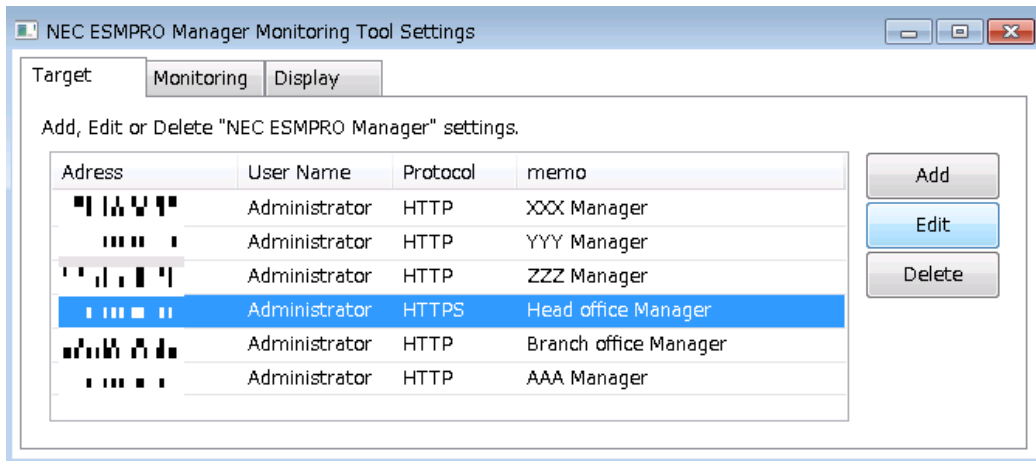 NEC ESMPRO Manager Monitoring Tool Settings
Target Monitoring Display
Add, Edit or Delete "NEC ESMPRO Manager" settings.
Adress User Name Protocol memo
Administrator HTTP XXX Manager
Administrator HTTP YYY Manager
Administrator HTTP ZZZ Manager
Administrator HTTPS Head office Manager
Administrator HTTP Branch office Manager
Administrator HTTP AAA Manager
Add
Edit
Delete